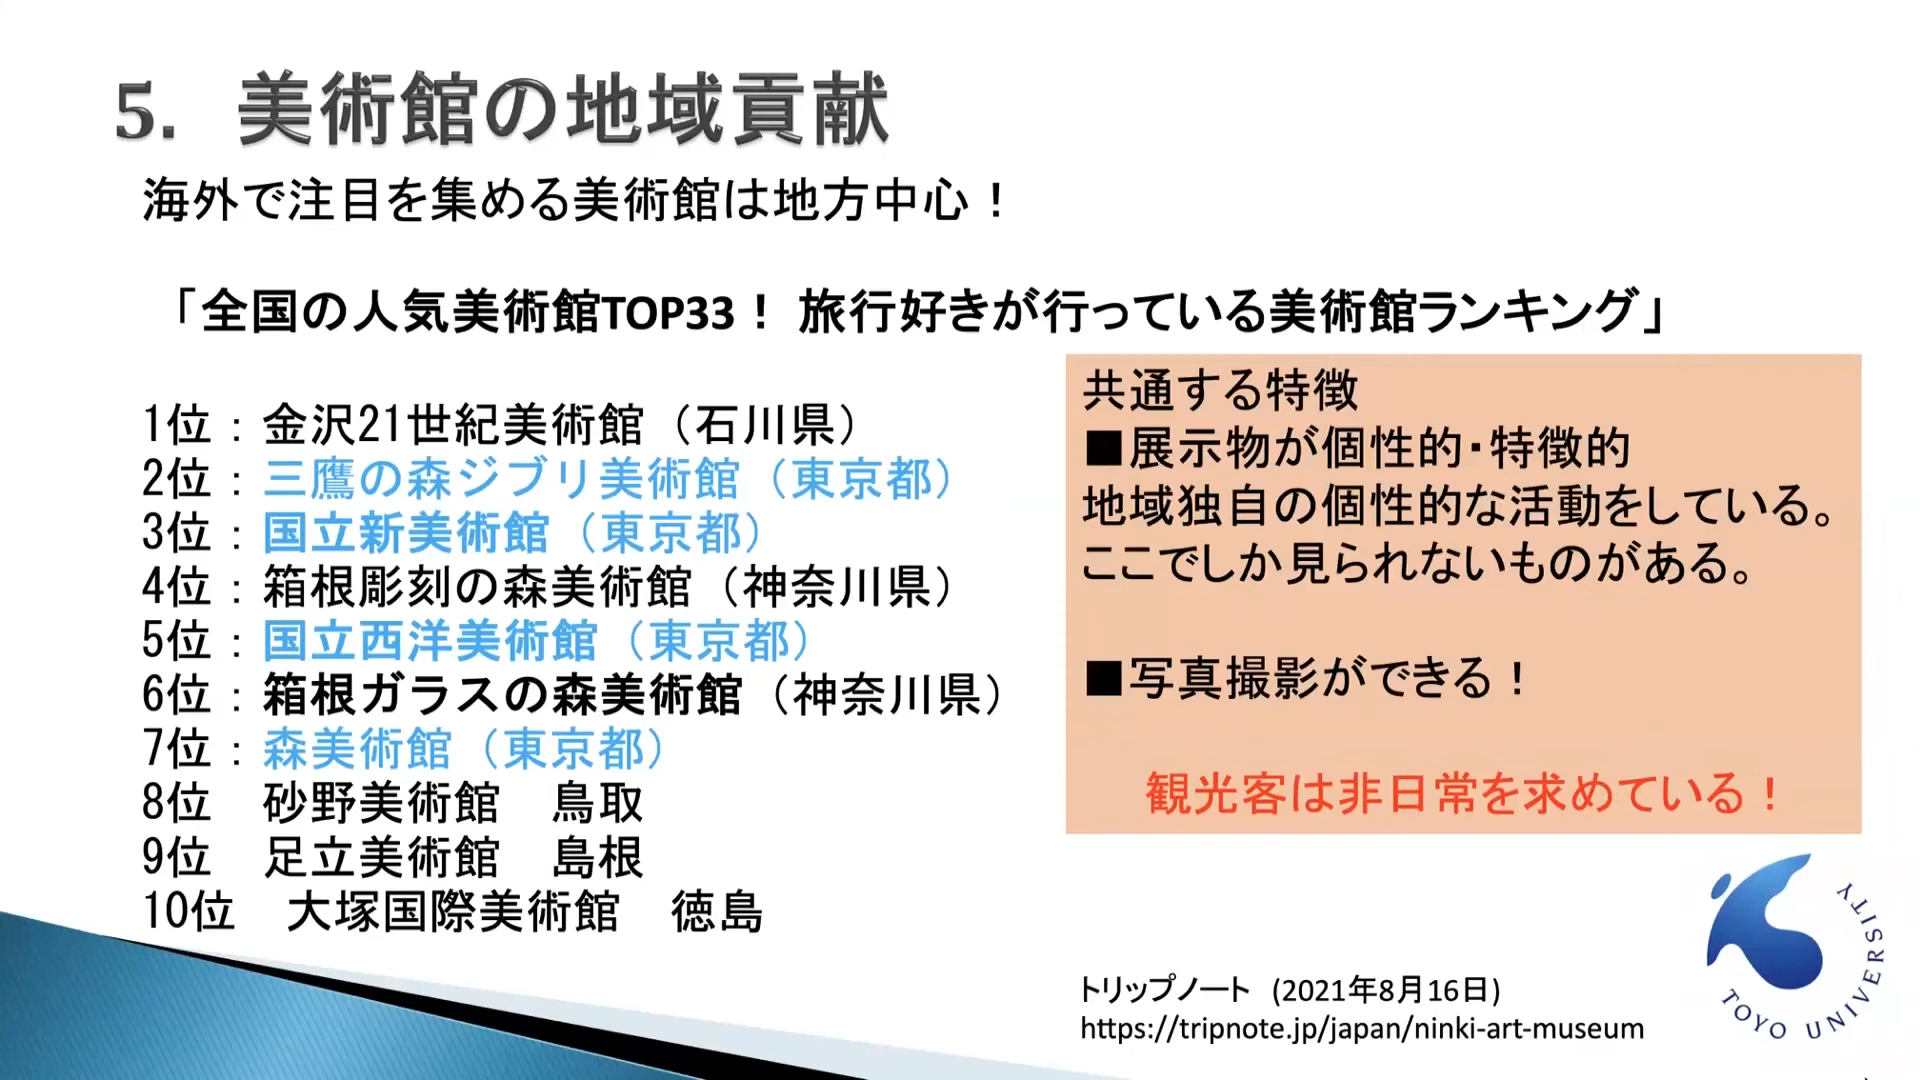 5. 美術館の地域貢献
海外で注目を集める美術館は地方中心！
「全国の人気美術館TOP33！ 旅行好きが行っている美術館ランキング」
1位：金沢21世紀美術館（石川県）
2位：三鷹の森ジブリ美術館（東京都）
3位：国立新美術館（東京都）
4位：箱根彫刻の森美術館（神奈川県）
5位：国立西洋美術館（東京都）
6位：箱根ガラスの森美術館（神奈川県）
7位：森美術館（東京都）
8位　砂野美術館　鳥取
9位　足立美術館　島根
10位　大塚国際美術館　徳島
共通する特徴
■展示物が個性的・特徴的
地域独自の個性的な活動をしている。
ここでしか見られないものがある。
■写真撮影ができる！
観光客は非日常を求めている！
トリップノート (2021年8月16日)
https://tripnote.jp/japan/ninki-art-museum
TOYO UNIVERSITY